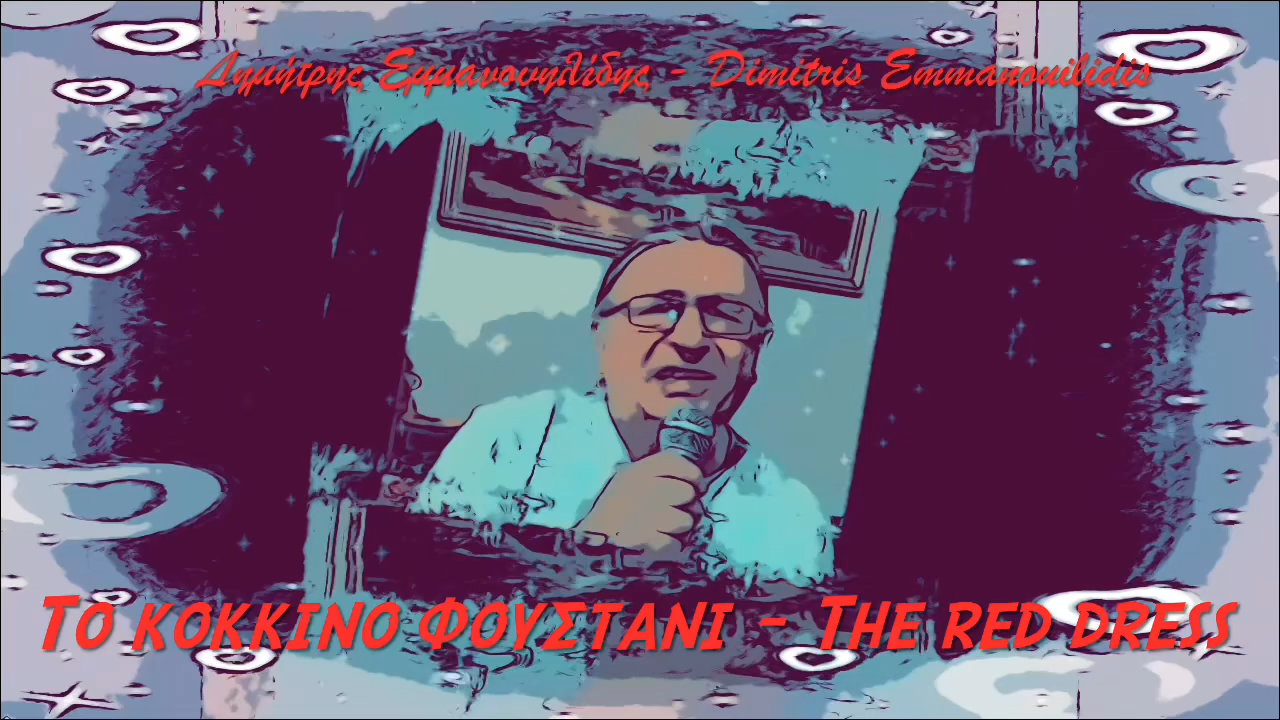 Δημήτρης Εμμανουηλίδης - Dimitris Emmanouilidis
Το κοκκινο φουςτανι - The red dress